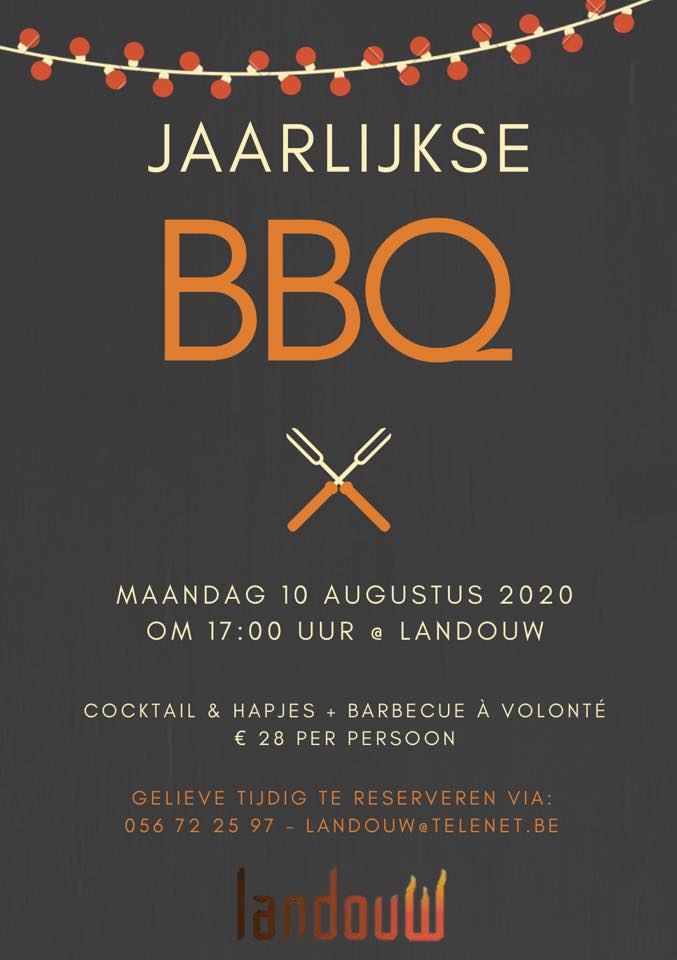 JAARLIJKSE
BBQ
MAANDAG 10 AUGUSTUS 2020
OM 17:00 UUR @ LANDOUW
COCKTAIL & HAPJES + BARBECUE À VOLONTÉ
€ 28 PER PERSOON
GELIEVE TIJDIG TE RESERVEREN VIA:
056 72 25 97 – LANDOUW@TELENET.BE
landouw